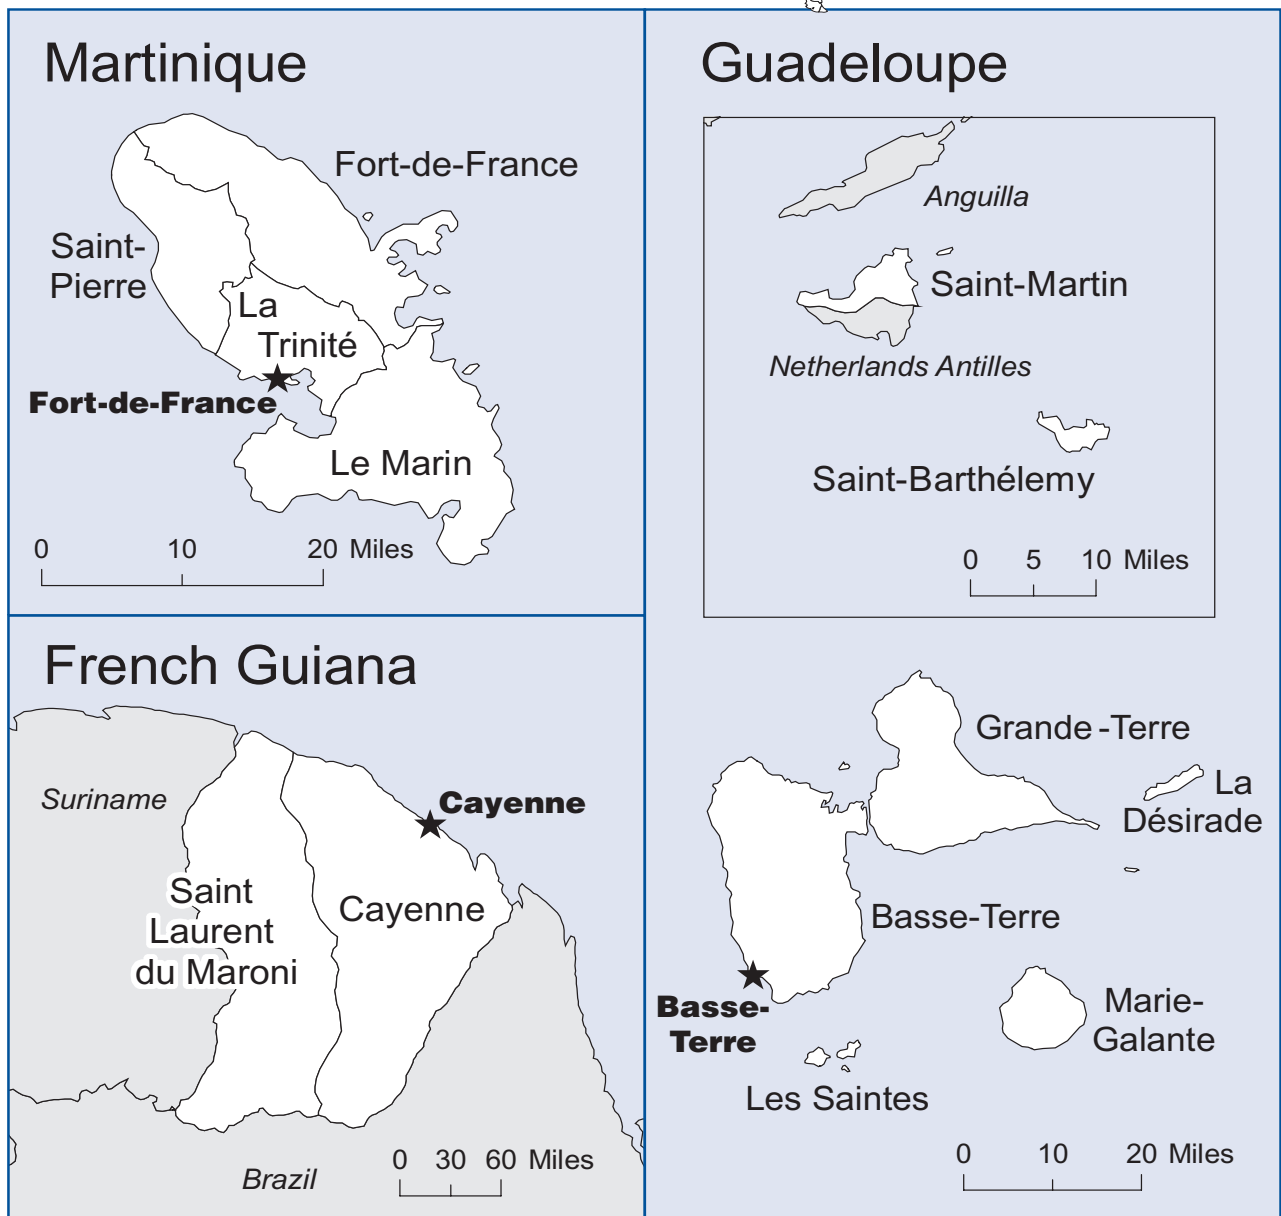 Martinique
Fort-de-France
Saint-
Pierre
La
Trinité
Fort-de-France
Le Marin
0 10 20 Miles
French Guiana
Suriname
Cayenne
Saint
Laurent
du Maroni
Cayenne
Brazil
0 30 60 Miles
Guadeloupe
Anguilla
Saint-Martin
Netherlands Antilles
Saint-Barthélemy
0 5 10 Miles
Grande-Terre
La
Désirade
Basse-Terre
Basse-
Terre
Marie-
Galante
Les Saintes
0 10 20 Miles